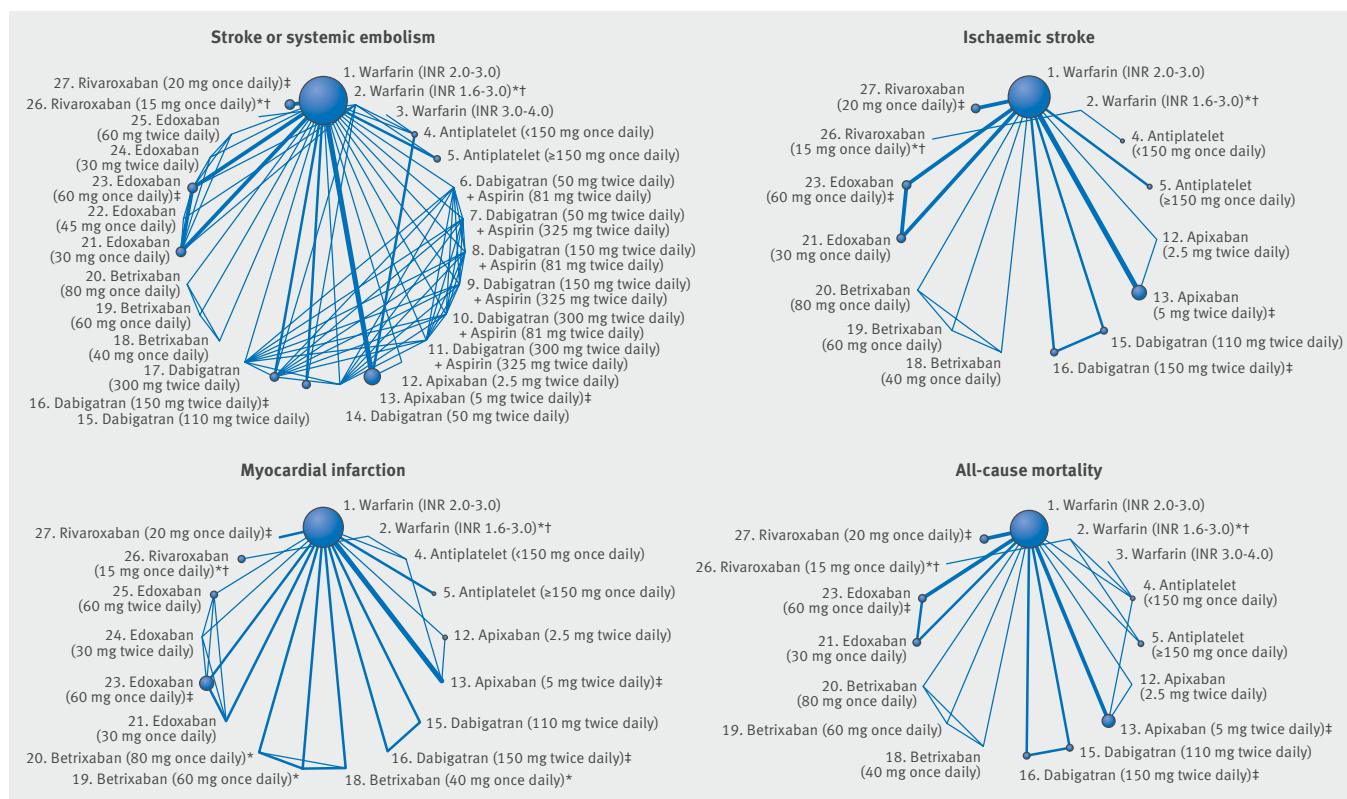 Stroke or systemic embolism
1. Warfarin (INR 2.0-3.0)
2. Warfarin (INR 1.6-3.0)*†
3. Warfarin (INR 3.0-4.0)
4. Antiplatelet (<150 mg once daily)
5. Antiplatelet (≥150 mg once daily)
6. Dabigatran (50 mg twice daily)
+ Aspirin (81 mg twice daily)
7. Dabigatran (50 mg twice daily)
+ Aspirin (325 mg twice daily)
8. Dabigatran (150 mg twice daily)
+ Aspirin (81 mg twice daily)
9. Dabigatran (150 mg twice daily)
+ Aspirin (325 mg twice daily)
10. Dabigatran (300 mg twice daily)
+ Aspirin (81 mg twice daily)
11. Dabigatran (300 mg twice daily)
+ Aspirin (325 mg twice daily)
12. Apixaban (2.5 mg twice daily)
13. Apixaban (5 mg twice daily)‡
14. Dabigatran (50 mg twice daily)
15. Dabigatran (110 mg twice daily)
16. Dabigatran (150 mg twice daily)‡
17. Dabigatran
(300 mg twice daily)
18. Betrixaban
(40 mg once daily)
19. Betrixaban
(60 mg once daily)
20. Betrixaban
(80 mg once daily)
21. Edoxaban
(30 mg once daily)
22. Edoxaban
(45 mg once daily)
23. Edoxaban
(60 mg once daily)‡
24. Edoxaban
(30 mg twice daily)
25. Edoxaban
(60 mg twice daily)
26. Rivaroxaban (15 mg once daily)*†
27. Rivaroxaban (20 mg once daily)‡
Ischaemic stroke
1. Warfarin (INR 2.0-3.0)
2. Warfarin (INR 1.6-3.0)*†
4. Antiplatelet
(<150 mg once daily)
5. Antiplatelet
(≥150 mg once daily)
12. Apixaban
(2.5 mg twice daily)
13. Apixaban
(5 mg twice daily)‡
15. Dabigatran (110 mg twice daily)
16. Dabigatran (150 mg twice daily)‡
18. Betrixaban
(40 mg once daily)
19. Betrixaban
(60 mg once daily)
20. Betrixaban
(80 mg once daily)
21. Edoxaban
(30 mg once daily)
23. Edoxaban
(60 mg once daily)‡
26. Rivaroxaban
(15 mg once daily)*†
27. Rivaroxaban
(20 mg once daily)‡
Myocardial infarction
1. Warfarin (INR 2.0-3.0)
2. Warfarin (INR 1.6-3.0)*†
4. Antiplatelet (<150 mg once daily)
5. Antiplatelet (≥150 mg once daily)
12. Apixaban (2.5 mg twice daily)
13. Apixaban (5 mg twice daily)‡
15. Dabigatran (110 mg twice daily)
16. Dabigatran (150 mg twice daily)‡
18. Betrixaban (40 mg once daily)*
19. Betrixaban (60 mg once daily)*
20. Betrixaban (80 mg once daily)*
21. Edoxaban
(30 mg once daily)
23. Edoxaban
(60 mg once daily)‡
24. Edoxaban
(30 mg twice daily)
25. Edoxaban
(60 mg twice daily)
26. Rivaroxaban
(15 mg once daily)*†
27. Rivaroxaban (20 mg once daily)‡
All-cause mortality
1. Warfarin (INR 2.0-3.0)
2. Warfarin (INR 1.6-3.0)*†
3. Warfarin (INR 3.0-4.0)
4. Antiplatelet
(<150 mg once daily)
5. Antiplatelet
(≥150 mg once daily)
12. Apixaban
(2.5 mg twice daily)
13. Apixaban (5 mg twice daily)‡
15. Dabigatran (110 mg twice daily)
16. Dabigatran (150 mg twice daily)‡
18. Betrixaban
(40 mg once daily)
19. Betrixaban (60 mg once daily)
20. Betrixaban
(80 mg once daily)
21. Edoxaban
(30 mg once daily)
23. Edoxaban
(60 mg once daily)‡
26. Rivaroxaban (15 mg once daily)*†
27. Rivaroxaban (20 mg once daily)‡